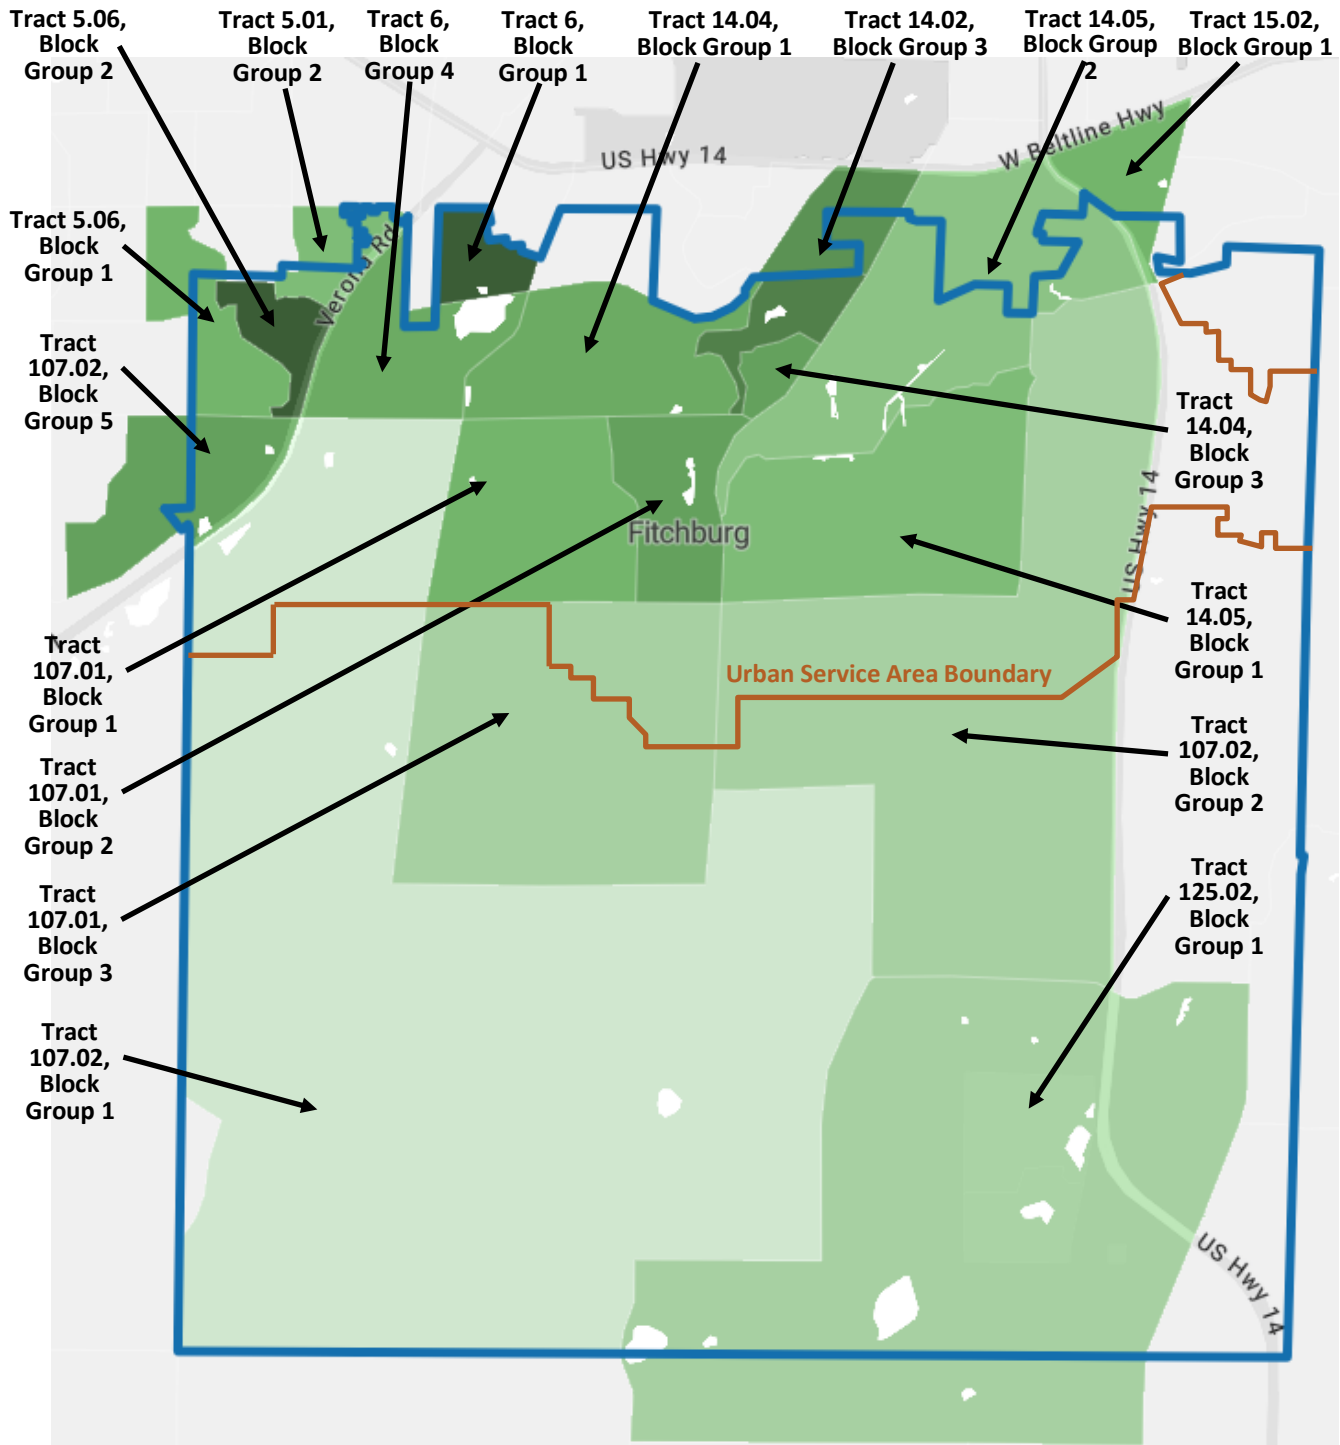 Tract 5.06,
Block
Group 2
Tract 5.01,
Block
Group 2
Tract 6,
Block
Group 4
Tract 6,
Block
Group 1
Tract 14.04,
Block Group 1
Tract 14.02,
Block Group 3
Tract 14.05,
Block Group
2
Tract 15.02,
Block Group 1
US Hwy 14
W Beltline Hwy
Tract 5.06,
Block
Group 1
Verona Rd
Tract
107.02,
Block
Group 5
Tract
14.04,
Block
Group 3
Fitchburg
US Hwy 14
Tract
14.05,
Block
Group 1
Tract
107.01,
Block
Group 1
Urban Service Area Boundary
Tract
107.02,
Block
Group 2
Tract
107.01,
Block
Group 2
Tract
125.02,
Block
Group 1
Tract
107.01,
Block
Group 3
Tract
107.02,
Block
Group 1
US Hwy 14